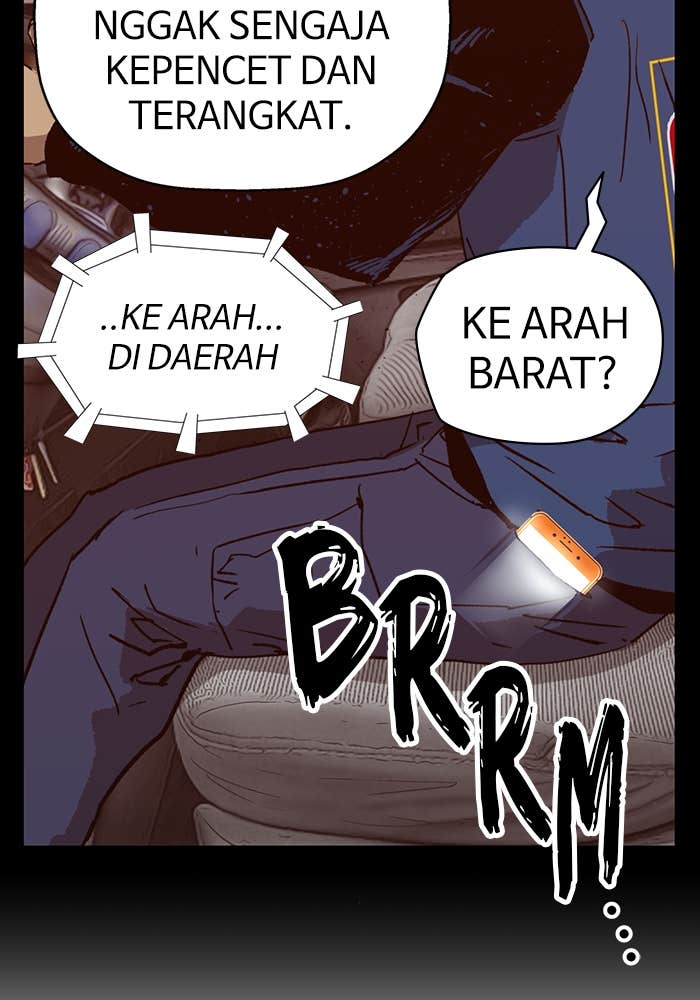 NGGAK SENGAJA
KEPENCET DAN
TERANGKAT.
..KE ARAH...
DI DAERAH
KE ARAH
BARAT?
BRRM...